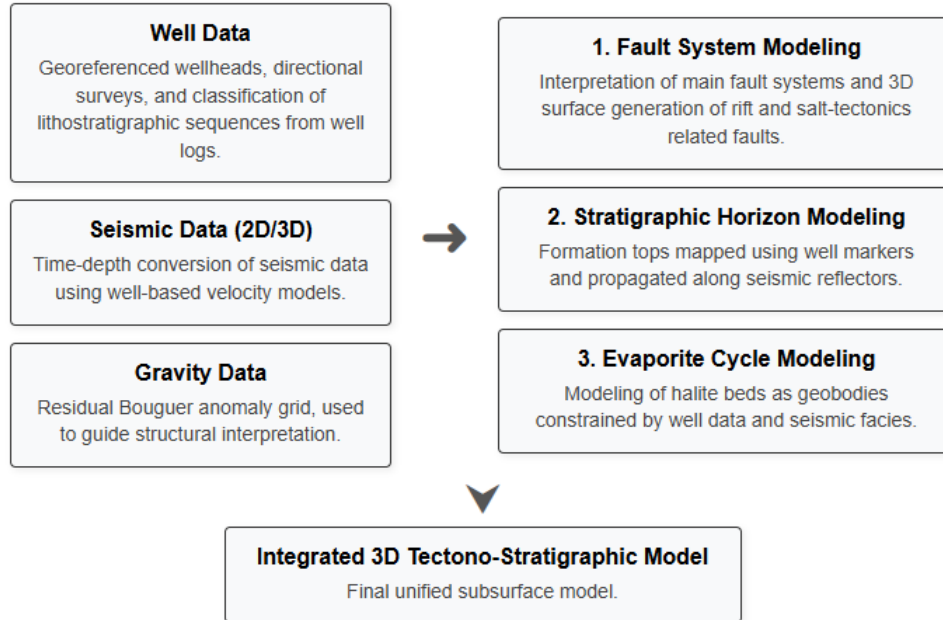 Well Data
Georeferenced wellheads, directional
surveys, and classification of
lithostratigraphic sequences from well
logs.
Seismic Data (2D/3D)
Time-depth conversion of seismic data
using well-based velocity models.
Gravity Data
Residual Bouguer anomaly grid, used
to guide structural interpretation.
1. Fault System Modeling
Interpretation of main fault systems and 3D
surface generation of rift and salt-tectonics
related faults.
2. Stratigraphic Horizon Modeling
Formation tops mapped using well markers
and propagated along seismic reflectors.
3. Evaporite Cycle Modeling
Modeling of halite beds as geobodies
constrained by well data and seismic facies.
Integrated 3D Tectono-Stratigraphic Model
Final unified subsurface model.